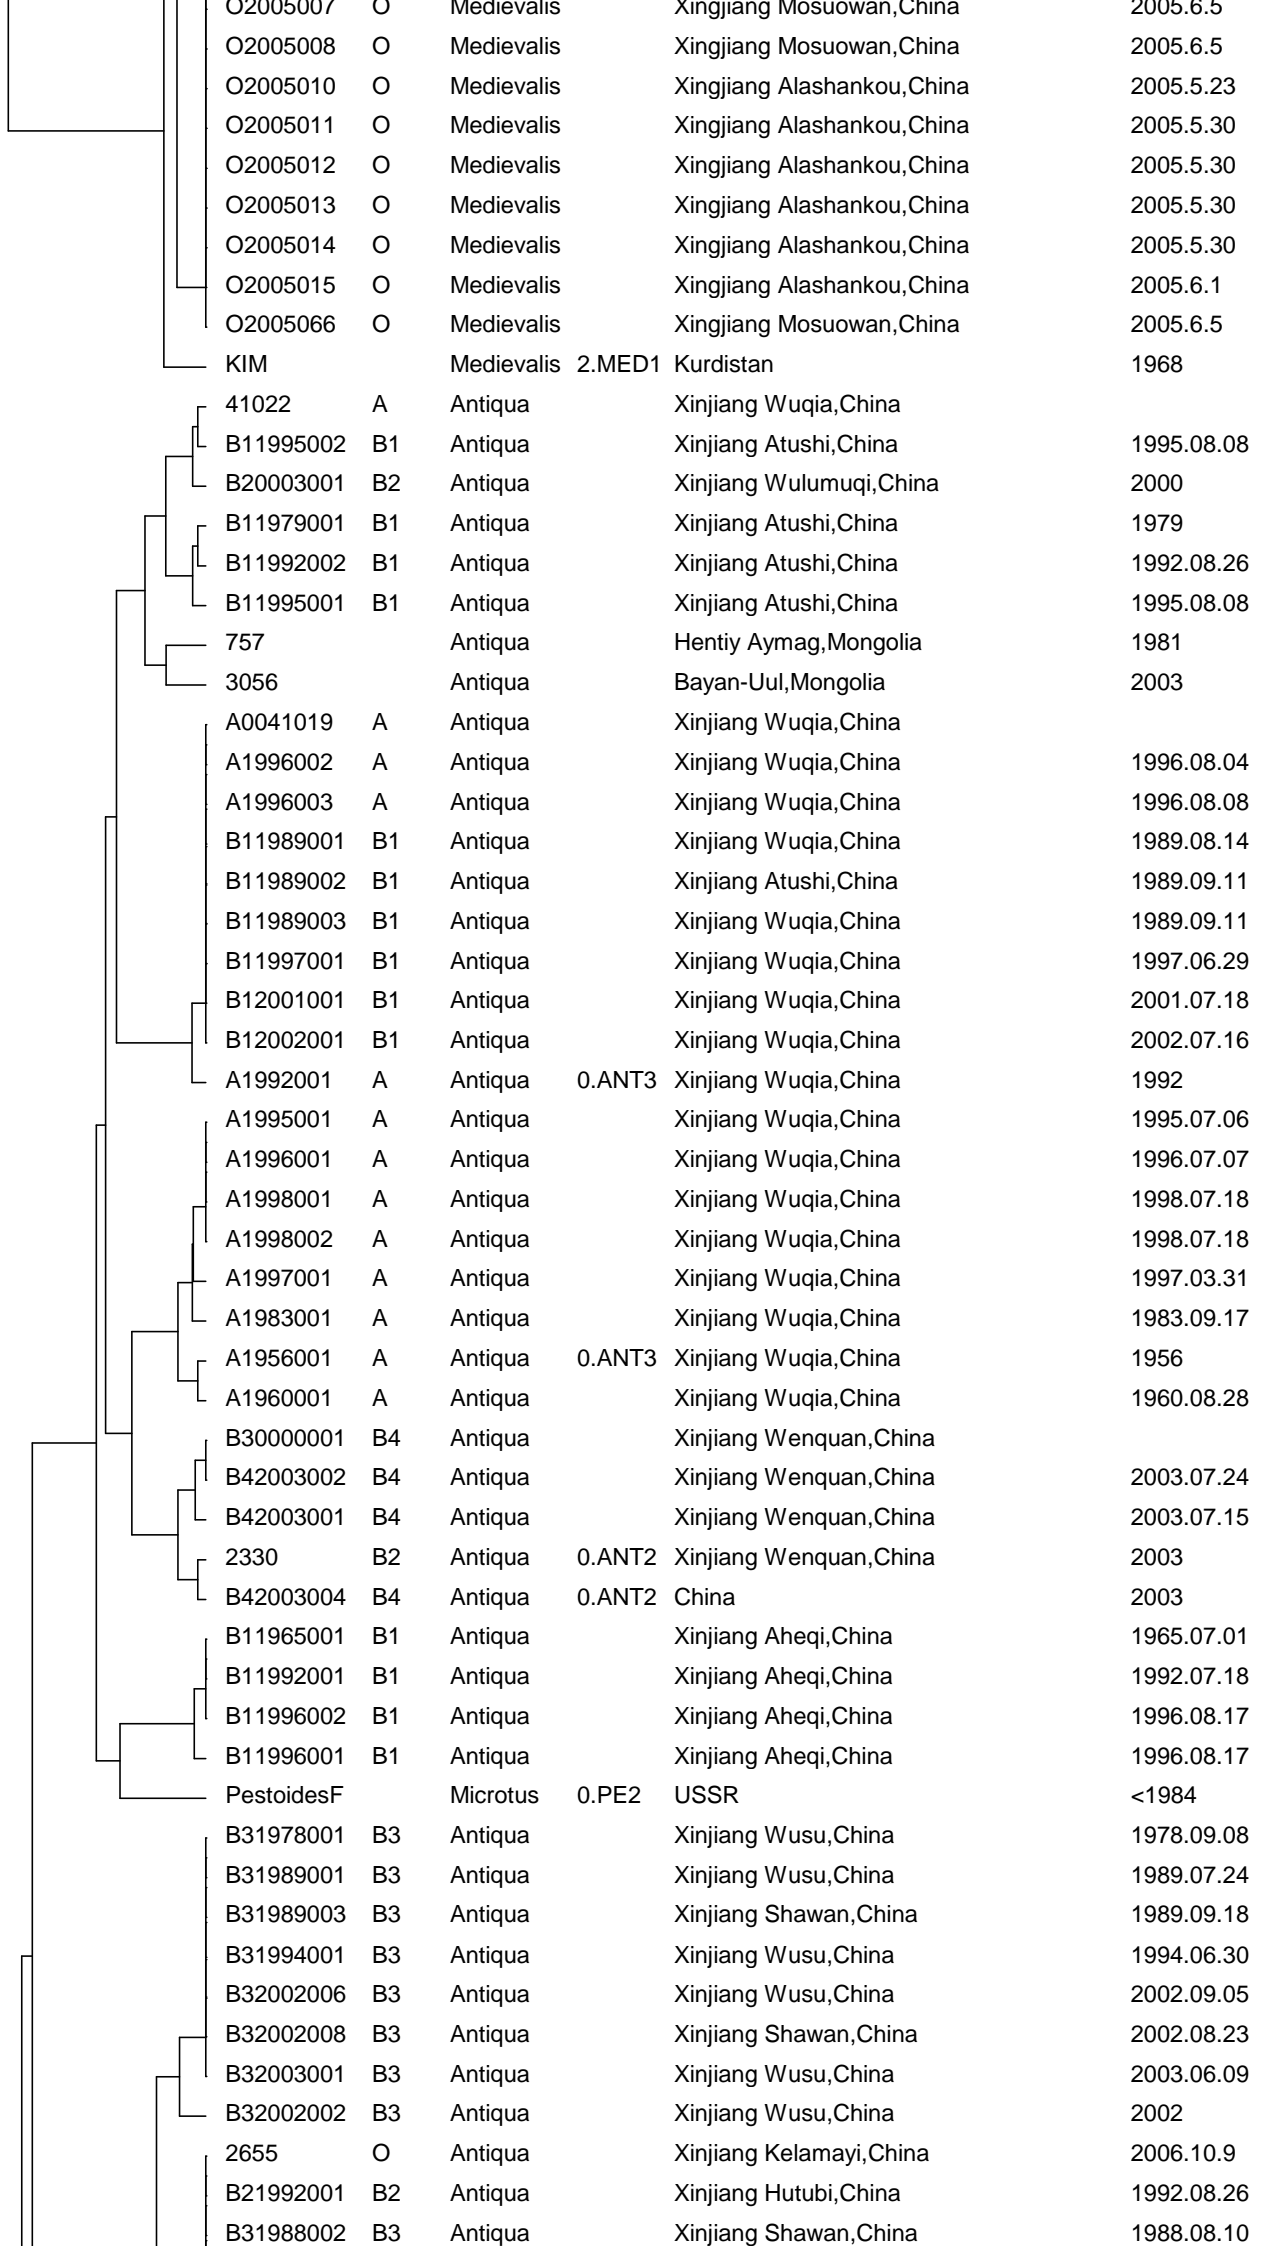 O2005007 O Medievalis Xingjiang Mosuowan,China 2005.6.5
O2005008 O Medievalis Xingjiang Mosuowan,China 2005.6.5
O2005010 O Medievalis Xingjiang Alashankou,China 2005.5.23
O2005011 O Medievalis Xingjiang Alashankou,China 2005.5.30
O2005012 O Medievalis Xingjiang Alashankou,China 2005.5.30
O2005013 O Medievalis Xingjiang Alashankou,China 2005.5.30
O2005014 O Medievalis Xingjiang Alashankou,China 2005.5.30
O2005015 O Medievalis Xingjiang Alashankou,China 2005.6.1
O2005066 O Medievalis Xingjiang Mosuowan,China 2005.6.5
KIM Medievalis 2.MED1 Kurdistan 1968
41022 A Antiqua Xinjiang Wuqia,China
B11995002 B1 Antiqua Xinjiang Atushi,China 1995.08.08
B20003001 B2 Antiqua Xinjiang Wulumuqi,China 2000
B11979001 B1 Antiqua Xinjiang Atushi,China 1979
B11992002 B1 Antiqua Xinjiang Atushi,China 1992.08.26
B11995001 B1 Antiqua Xinjiang Atushi,China 1995.08.08
757 Antiqua Hentiy Aymag,Mongolia 1981
3056 Antiqua Bayan-Uul,Mongolia 2003
A0041019 A Antiqua Xinjiang Wuqia,China
A1996002 A Antiqua Xinjiang Wuqia,China 1996.08.04
A1996003 A Antiqua Xinjiang Wuqia,China 1996.08.08
B11989001 B1 Antiqua Xinjiang Wuqia,China 1989.08.14
B11989002 B1 Antiqua Xinjiang Atushi,China 1989.09.11
B11989003 B1 Antiqua Xinjiang Wuqia,China 1989.09.11
B11997001 B1 Antiqua Xinjiang Wuqia,China 1997.06.29
B12001001 B1 Antiqua Xinjiang Wuqia,China 2001.07.18
B12002001 B1 Antiqua Xinjiang Wuqia,China 2002.07.16
A1992001 A Antiqua 0.ANT3 Xinjiang Wuqia,China 1992
A1995001 A Antiqua Xinjiang Wuqia,China 1995.07.06
A1996001 A Antiqua Xinjiang Wuqia,China 1996.07.07
A1998001 A Antiqua Xinjiang Wuqia,China 1998.07.18
A1998002 A Antiqua Xinjiang Wuqia,China 1998.07.18
A1997001 A Antiqua Xinjiang Wuqia,China 1997.03.31
A1983001 A Antiqua Xinjiang Wuqia,China 1983.09.17
A1956001 A Antiqua 0.ANT3 Xinjiang Wuqia,China 1956
A1960001 A Antiqua Xinjiang Wuqia,China 1960.08.28
B30000001 B4 Antiqua Xinjiang Wenquan,China
B42003002 B4 Antiqua Xinjiang Wenquan,China 2003.07.24
B42003001 B4 Antiqua Xinjiang Wenquan,China 2003.07.15
2330 B2 Antiqua 0.ANT2 Xinjiang Wenquan,China 2003
B42003004 B4 Antiqua 0.ANT2 China 2003
B11965001 B1 Antiqua Xinjiang Aheqi,China 1965.07.01
B11992001 B1 Antiqua Xinjiang Aheqi,China 1992.07.18
B11996002 B1 Antiqua Xinjiang Aheqi,China 1996.08.17
B11996001 B1 Antiqua Xinjiang Aheqi,China 1996.08.17
PestoidesF Microtus 0.PE2 USSR <1984
B31978001 B3 Antiqua Xinjiang Wusu,China 1978.09.08
B31989001 B3 Antiqua Xinjiang Wusu,China 1989.07.24
B31989003 B3 Antiqua Xinjiang Shawan,China 1989.09.18
B31994001 B3 Antiqua Xinjiang Wusu,China 1994.06.30
B32002006 B3 Antiqua Xinjiang Wusu,China 2002.09.05
B32002008 B3 Antiqua Xinjiang Shawan,China 2002.08.23
B32003001 B3 Antiqua Xinjiang Wusu,China 2003.06.09
B32002002 B3 Antiqua Xinjiang Wusu,China 2002
2655 O Antiqua Xinjiang Kelamayi,China 2006.10.9
B21992001 B2 Antiqua Xinjiang Hutubi,China 1992.08.26
B31988002 B3 Antiqua Xinjiang Shawan,China 1988.08.10